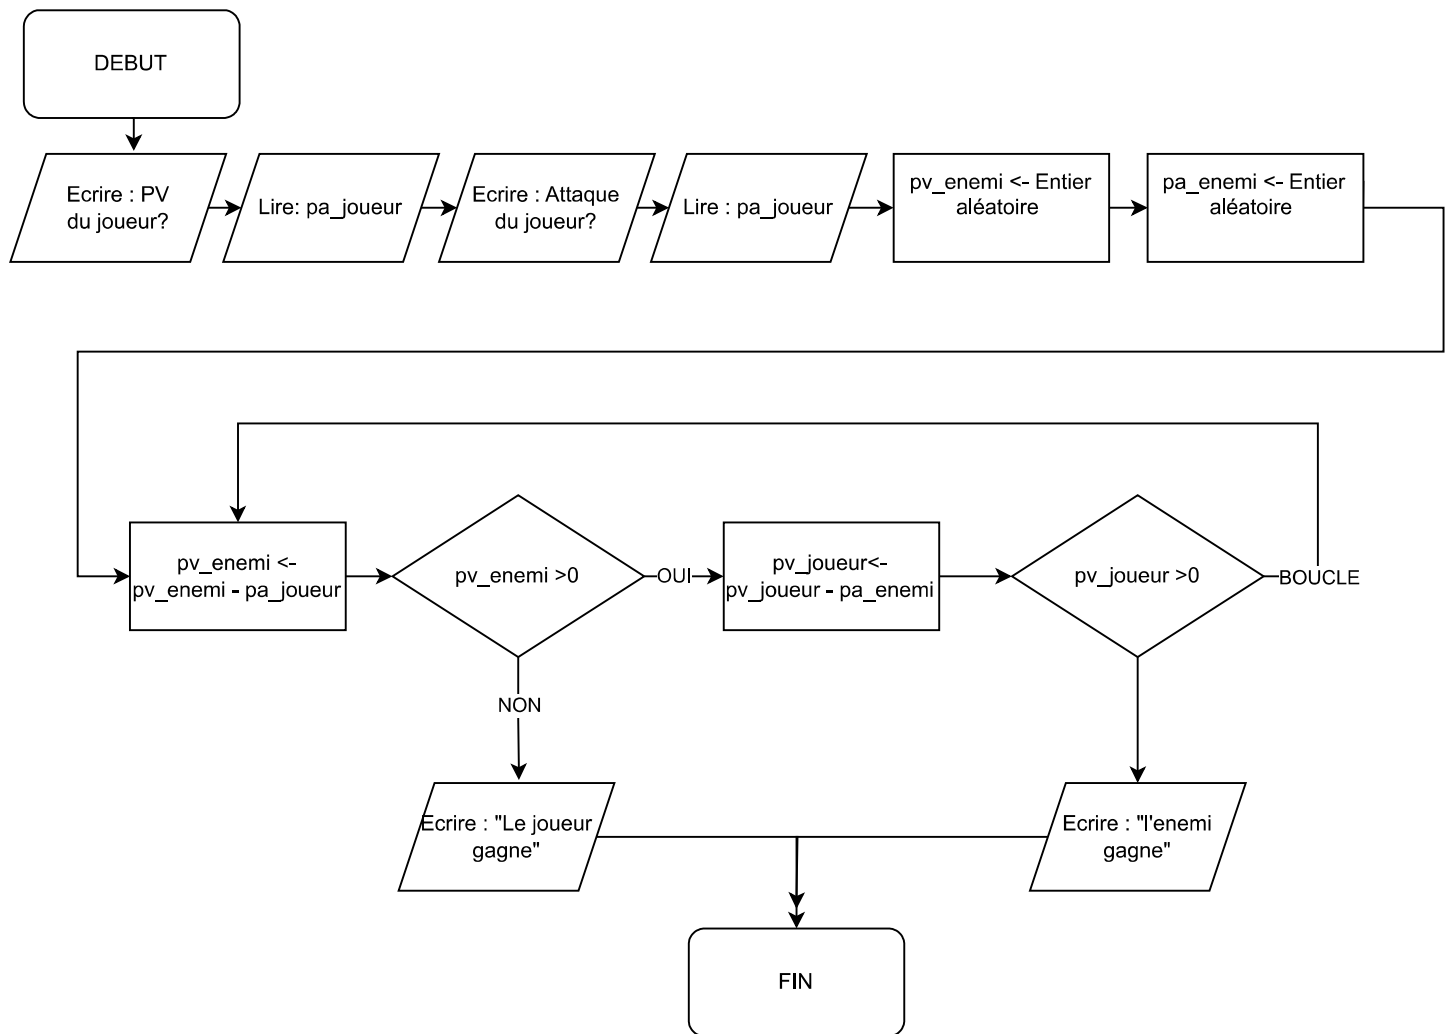 DEBUT
Ecrire : PV
du joueur?
Lire: pa_joueur
Ecrire : Attaque
du joueur?
Lire : pa_joueur
pv_enemi <- Entier
aléatoire
pa_enemi <- Entier
aléatoire
pv_enemi <-
pv_enemi - pa_joueur
pv_enemi >0
OUI
pv_joueur<-
pv_joueur - pa_enemi
pv_joueur >0
BOUCLE
NON
Ecrire : "Le joueur
gagne"
Ecrire : "l'enemi
gagne"
FIN